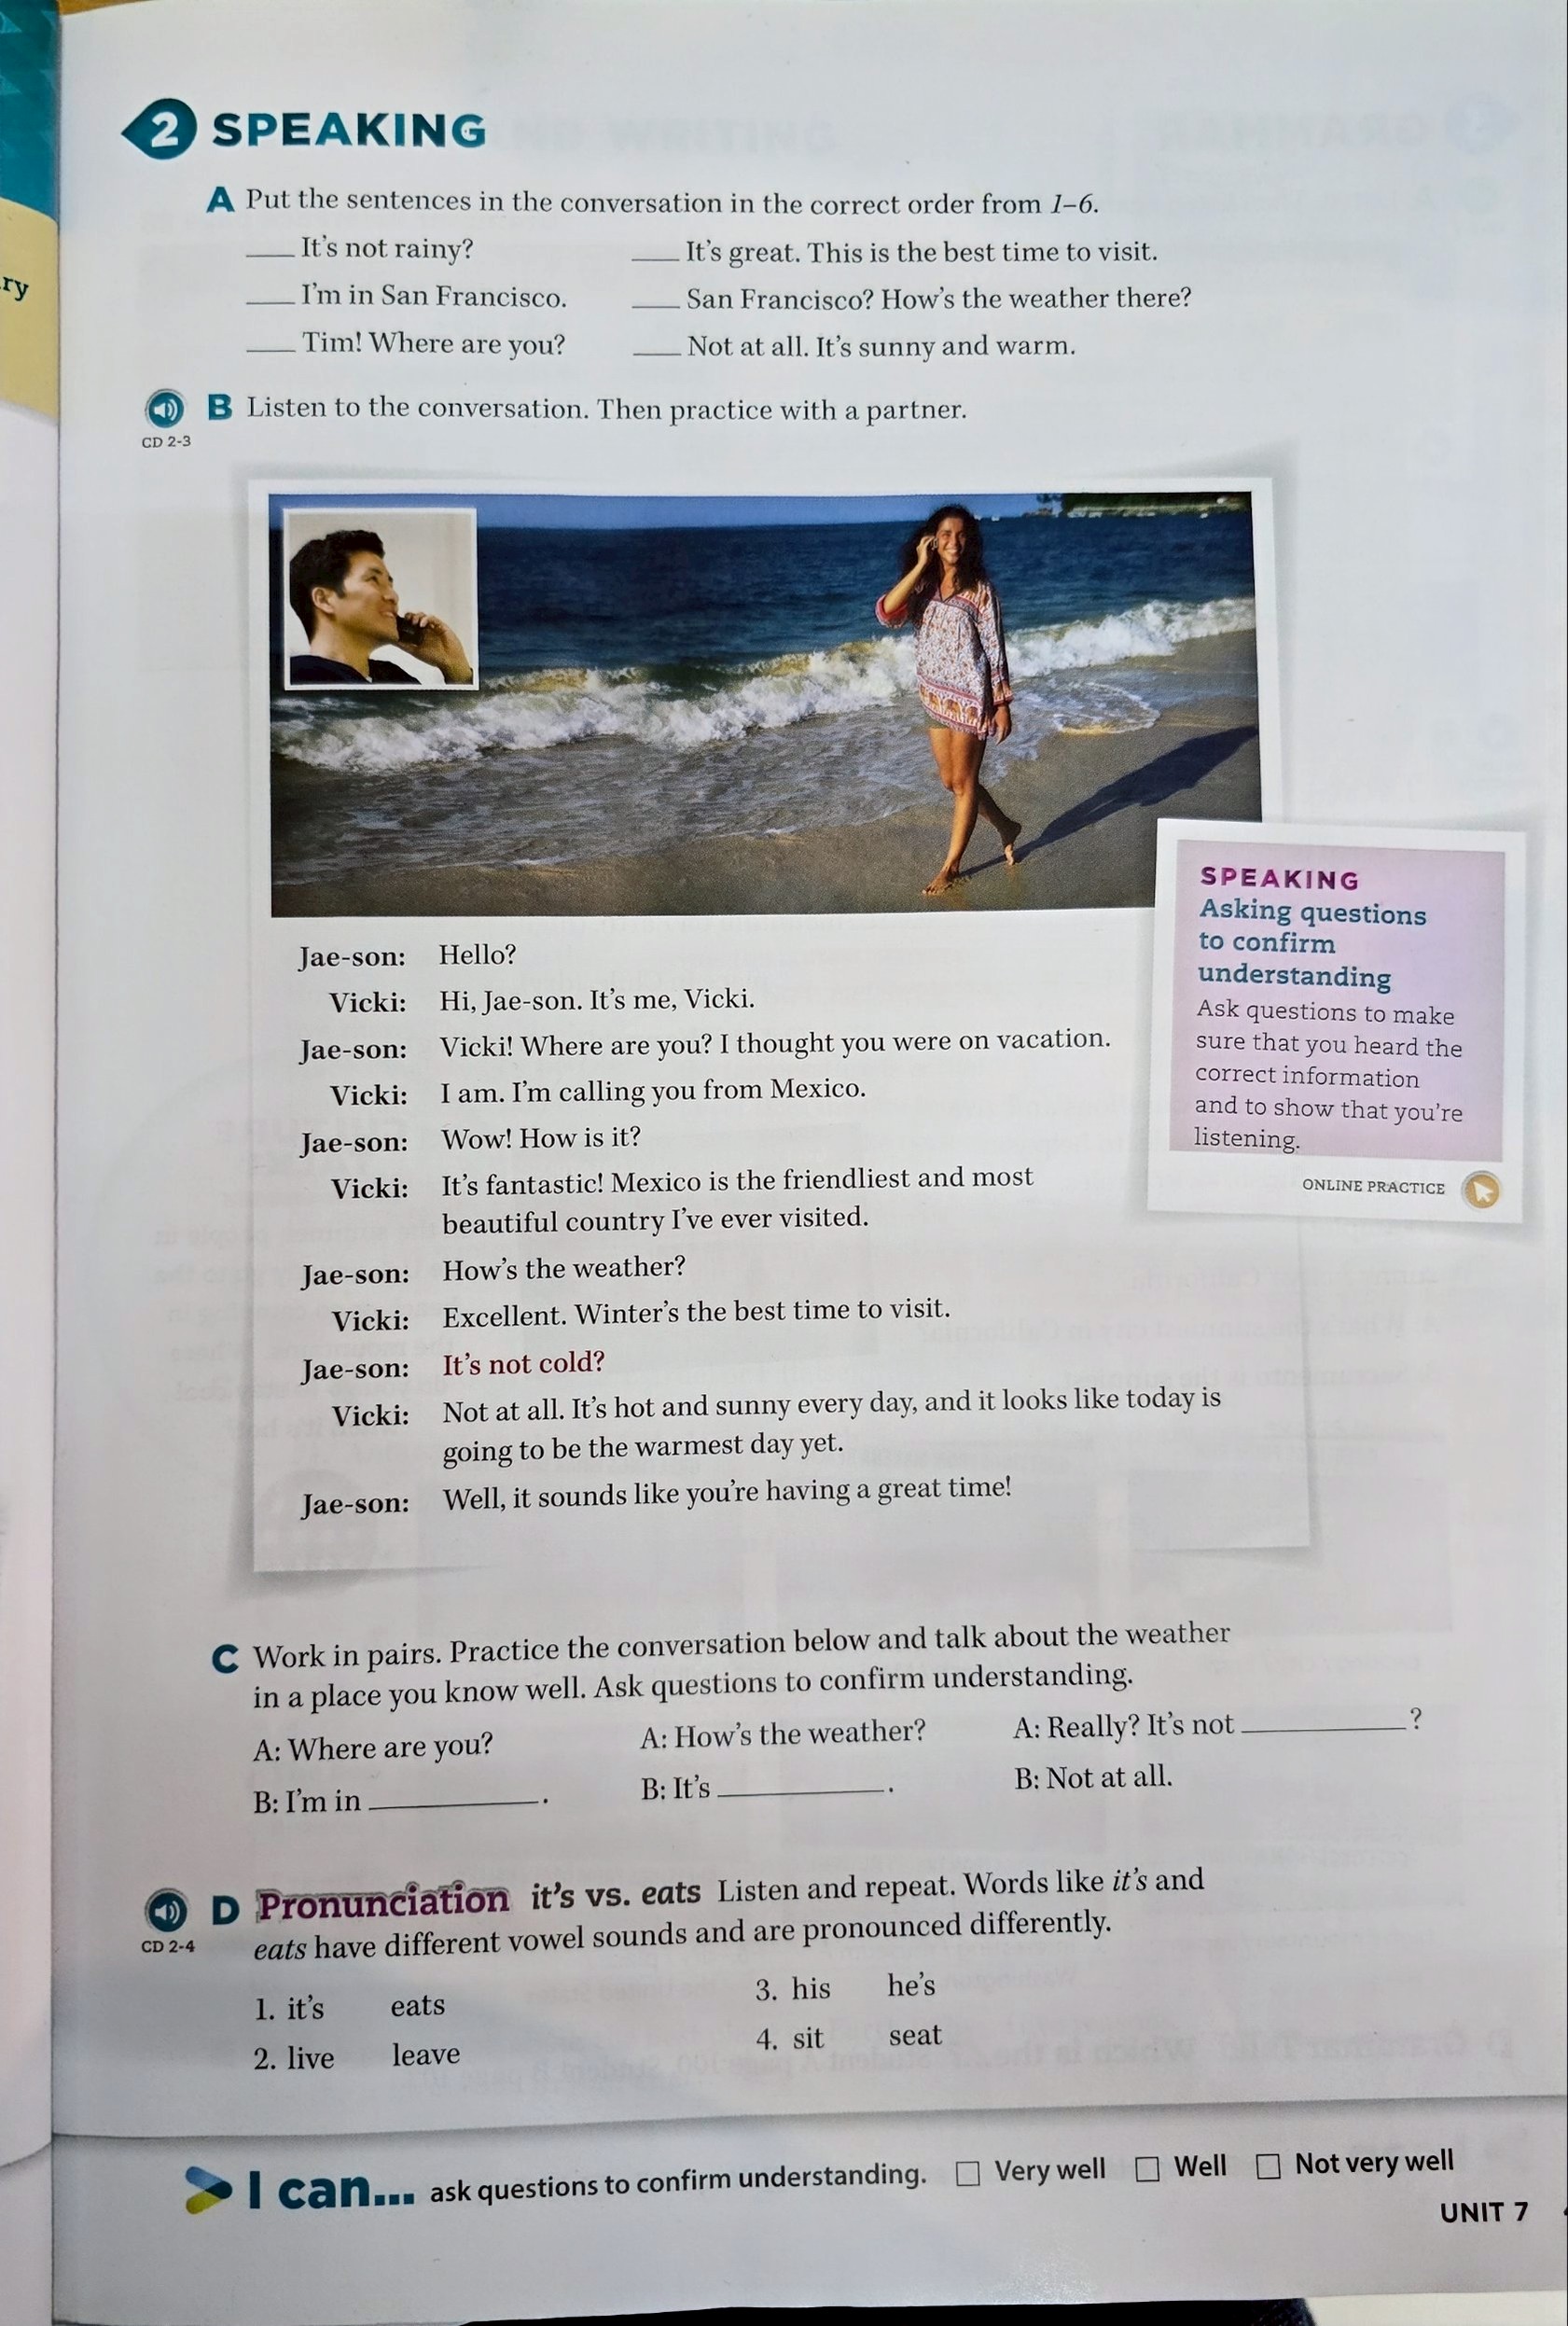 ry
2 SPEAKING
A Put the sentences in the conversation in the correct order from 1–6.
____ It's not rainy?
____ I'm in San Francisco.
____ Tim! Where are you?
____ It's great. This is the best time to visit.
____ San Francisco? How's the weather there?
____ Not at all. It's sunny and warm.
CD 2-3
B Listen to the conversation. Then practice with a partner.
Jae-son: Hello?
Vicki: Hi, Jae-son. It's me, Vicki.
Jae-son: Vicki! Where are you? I thought you were on vacation.
Vicki: I am. I'm calling you from Mexico.
Jae-son: Wow! How is it?
Vicki: It's fantastic! Mexico is the friendliest and most
beautiful country I've ever visited.
Jae-son: How's the weather?
Vicki: Excellent. Winter's the best time to visit.
Jae-son: It's not cold?
Vicki: Not at all. It's hot and sunny every day, and it looks like today is
going to be the warmest day yet.
Jae-son: Well, it sounds like you're having a great time!
SPEAKING
Asking questions
to confirm
understanding
Ask questions to make
sure that you heard the
correct information
and to show that you're
listening.
ONLINE PRACTICE
C Work in pairs. Practice the conversation below and talk about the weather
in a place you know well. Ask questions to confirm understanding.
A: Where are you?
B: I'm in ____________.
A: How's the weather?
B: It's ____________.
A: Really? It's not ____________?
B: Not at all.
CD 2-4
D Pronunciation it's vs. eats Listen and repeat. Words like it's and
eats have different vowel sounds and are pronounced differently.
1. it's eats
2. live leave
3. his he's
4. sit seat
I can... ask questions to confirm understanding. □ Very well □ Well □ Not very well
UNIT 7